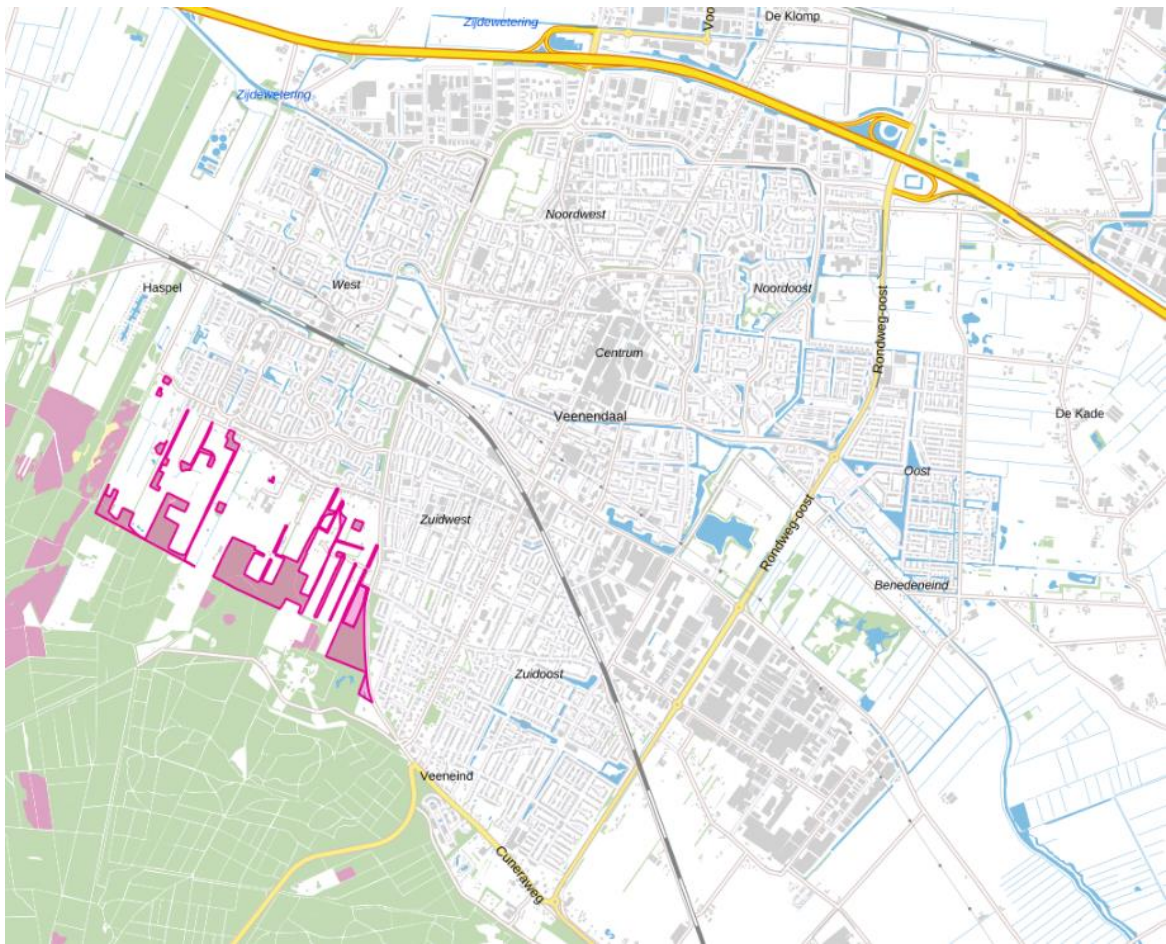 De Klomp
Zijdewetering
Voo
Zijdewetering
Noordwest
Haspel
West
Noordoost
Rondweg-oost
Centrum
Veenendaal
De Kade
Oost
Zuidwest
Rondweg-oost
Benedeneind
Zuidoost
Veeneind
Cuneraweg